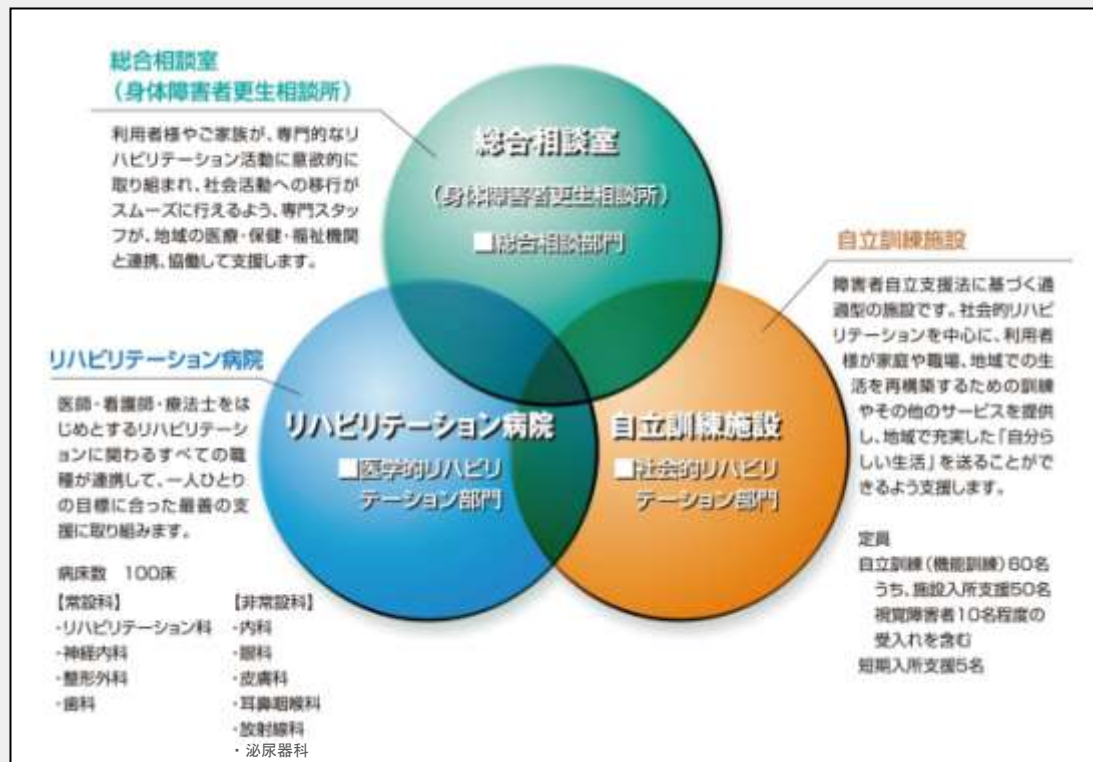 総合相談室
（身体障害者更生相談所）
利用者様やご家族が、専門的なリ
ハビリテーション活動に意欲的に
取り組まれ、社会活動への移行が
スムーズに行えるよう、専門スタッ
フが、地域の医療・保健・福祉機関
と連携、協働して支援します。
総合相談室
（身体障害者更生相談所）
■総合相談部門
自立訓練施設
障害者自立支援法に基づく通
過型の施設です。社会的リハビ
リテーションを中心に、利用者
様が家庭や職場、地域での生
活を再構築するための訓練
やその他のサービスを提供
し、地域で充実した「自分ら
しい生活」を送ることがで
きるよう支援します。
定員
自立訓練（機能訓練）60名
うち、施設入所支援50名
視覚障害者10名程度の
受入れを含む
短期入所支援5名
リハビリテーション病院
医師・看護師・療法士をは
じめとするリハビリテーシ
ョンに関わるすべての職
種が連携して、一人ひとり
の目標に合った最善の支
援に取り組みます。
病床数　100床
【常設科】
・リハビリテーション科
・神経内科
・整形外科
・歯科
【非常設科】
・内科
・眼科
・皮膚科
・耳鼻咽喉科
・放射線科
・泌尿器科
リハビリテーション病院
■医学的リハビリ
テーション部門
自立訓練施設
■社会的リハビリ
テーション部門